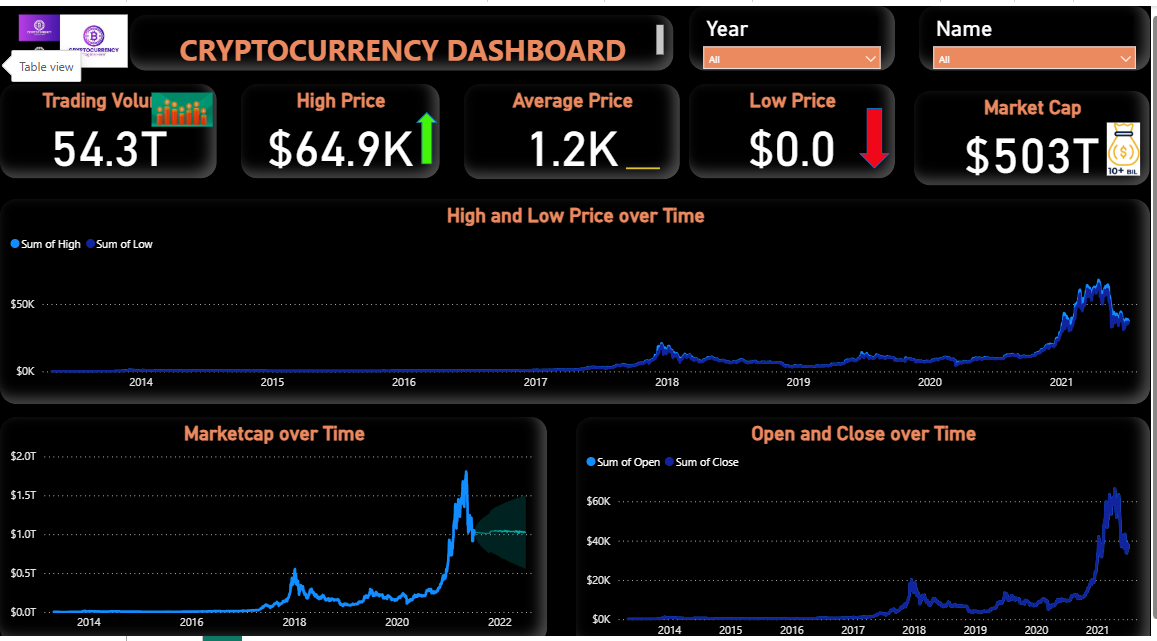 CRYPTOCURRENCY
Table view
CRYPTOCURRENCY DASHBOARD
Year
All
Name
All
Trading Volu
54.3T
High Price
$64.9K
Average Price
1.2K
Low Price
$0.0
Market Cap
$503T
10+ BIL
High and Low Price over Time
Sum of High Sum of Low
$50K
$0K
2014 2015 2016 2017 2018 2019 2020 2021
Marketcap over Time
$2.0T
$1.5T
$1.0T
$0.5T
$0.0T
2014 2016 2018 2020 2022
Open and Close over Time
Sum of Open Sum of Close
$60K
$40K
$20K
$0K
2014 2015 2016 2017 2018 2019 2020 2021